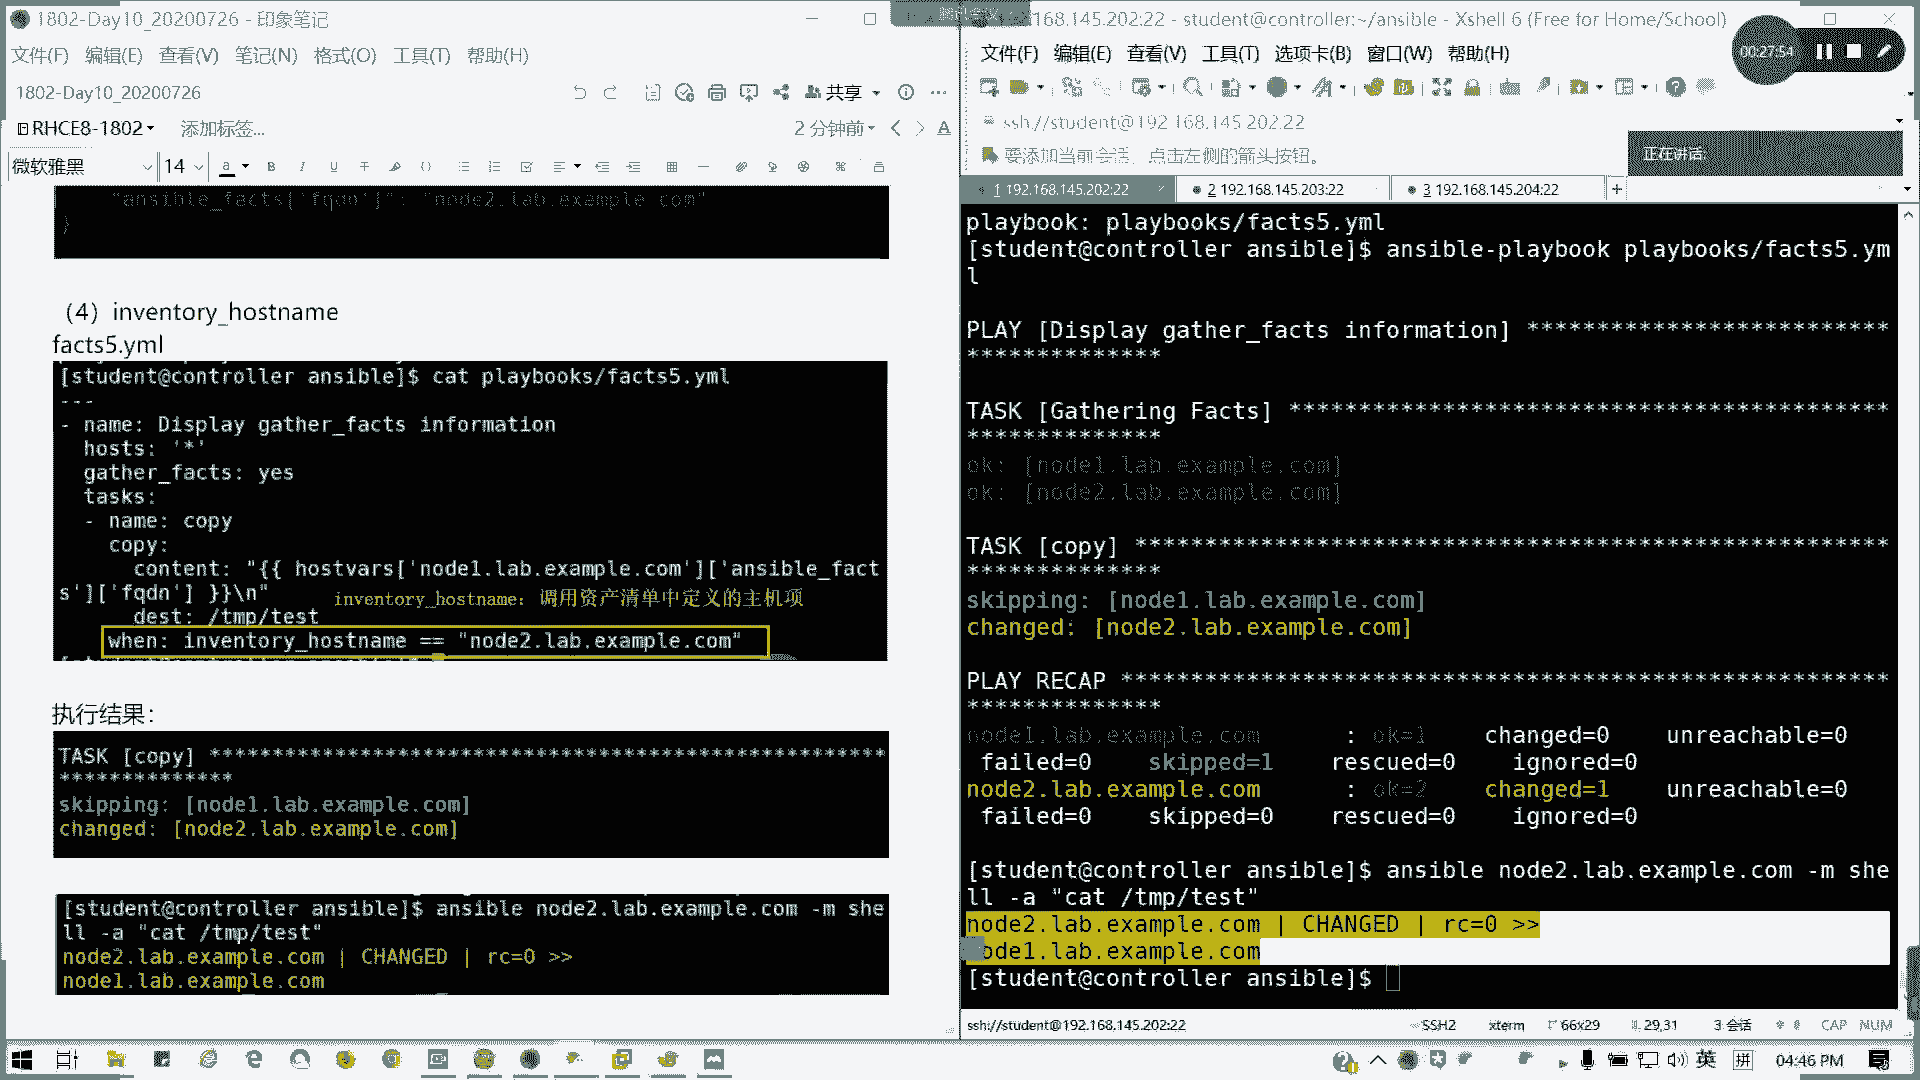 1802-Day10_20200726 - 印象笔记
文件(F) 编辑(E) 查看(V) 笔记(N) 格式(O) 工具(T) 帮助(H)
1802-Day10_20200726
共享
RHCE8-1802
添加标签...
2 分钟前
微软雅黑
14
"ansible_facts['fqdn']": "node2.lab.example.com"
}
（4）inventory_hostname
facts5.yml
[student@controller ansible]$ cat playbooks/facts5.yml
---
- name: Display gather_facts information
hosts: '*'
gather_facts: yes
tasks:
- name: copy
copy:
content: "{{ hostvars['node1.lab.example.com']['ansible_fact
s']['fqdn'] }}\n"
inventory_hostname: 调用资产清单中定义的主机项
dest: /tmp/test
when: inventory_hostname == "node2.lab.example.com"
执行结果：
TASK [copy] ******************************************************
**************
skipping: [node1.lab.example.com]
changed: [node2.lab.example.com]
[student@controller ansible]$ ansible node2.lab.example.com -m she
ll -a "cat /tmp/test"
node2.lab.example.com | CHANGED | rc=0 >>
node1.lab.example.com
168.145.202:22 - student@controller:~/ansible - Xshell 6 (Free for Home/School)
文件(F) 编辑(E) 查看(V) 工具(T) 选项卡(B) 窗口(W) 帮助(H)
00:27:54
ssh://student@192.168.145.202:22
要添加当前会话，点击左侧的箭头按钮。
正在讲话:
1 192.168.145.202:22
2 192.168.145.203:22
3 192.168.145.204:22
playbook: playbooks/facts5.yml
[student@controller ansible]$ ansible-playbook playbooks/facts5.ym
l
PLAY [Display gather_facts information] **************************
**************
TASK [Gathering Facts] *******************************************
**************
ok: [node1.lab.example.com]
ok: [node2.lab.example.com]
TASK [copy] ******************************************************
**************
skipping: [node1.lab.example.com]
changed: [node2.lab.example.com]
PLAY RECAP *******************************************************
**************
node1.lab.example.com : ok=1 changed=0 unreachable=0
failed=0 skipped=1 rescued=0 ignored=0
node2.lab.example.com : ok=2 changed=1 unreachable=0
failed=0 skipped=0 rescued=0 ignored=0
[student@controller ansible]$ ansible node2.lab.example.com -m she
ll -a "cat /tmp/test"
node2.lab.example.com | CHANGED | rc=0 >>
node1.lab.example.com
[student@controller ansible]$
ssh://student@192.168.145.202:22
SSH2
xterm
66x29
29,31
3 会话
CAP NUM
英
拼
04:46 PM